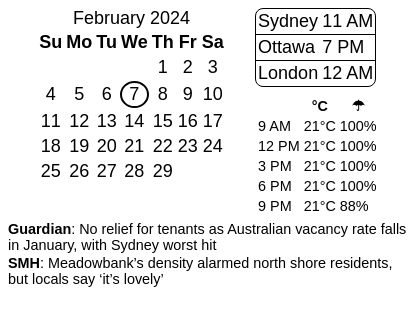 February 2024
Su Mo Tu We Th Fr Sa
1 2 3
4 5 6 7 8 9 10
11 12 13 14 15 16 17
18 19 20 21 22 23 24
25 26 27 28 29
Sydney 11 AM
Ottawa 7 PM
London 12 AM
°C ☂
9 AM 21°C 100%
12 PM 21°C 100%
3 PM 21°C 100%
6 PM 21°C 100%
9 PM 21°C 88%
Guardian: No relief for tenants as Australian vacancy rate falls
in January, with Sydney worst hit
SMH: Meadowbank’s density alarmed north shore residents,
but locals say ‘it’s lovely’